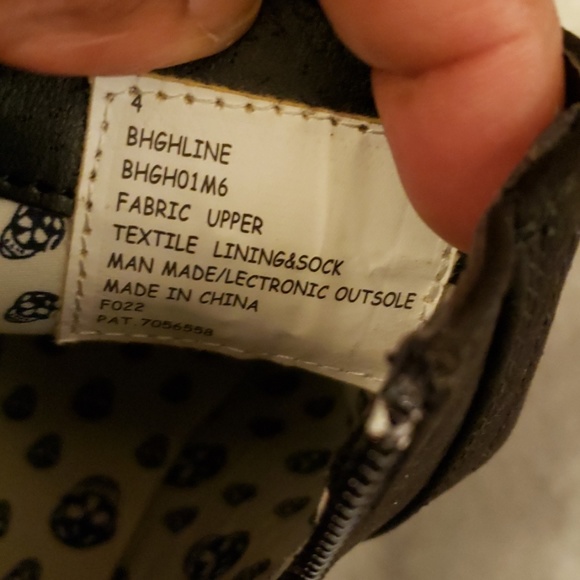 4
BHGHLINE
BHGH01M6
FABRIC UPPER
TEXTILE LINING&SOCK
MAN MADE/LECTRONIC OUTSOLE
MADE IN CHINA
F022
PAT 7056558